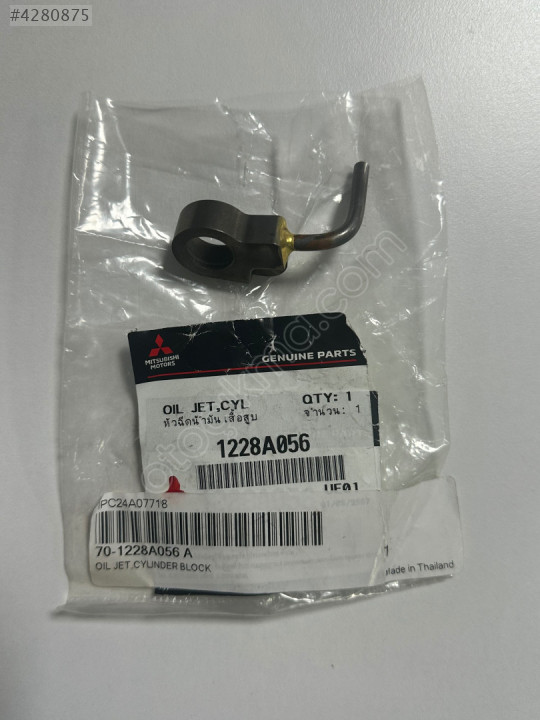 #4280875
MITSUBISHI
MOTORS
GENUINE PARTS
OIL JET,CYL QTY: 1
หัวฉีดน้ำมัน เสื้อสูบ จำนวน: 1
1228A056
UE01
PC24A07718
70-1228A056 A 1
OIL JET,CYLINDER BLOCK Made in Thailand